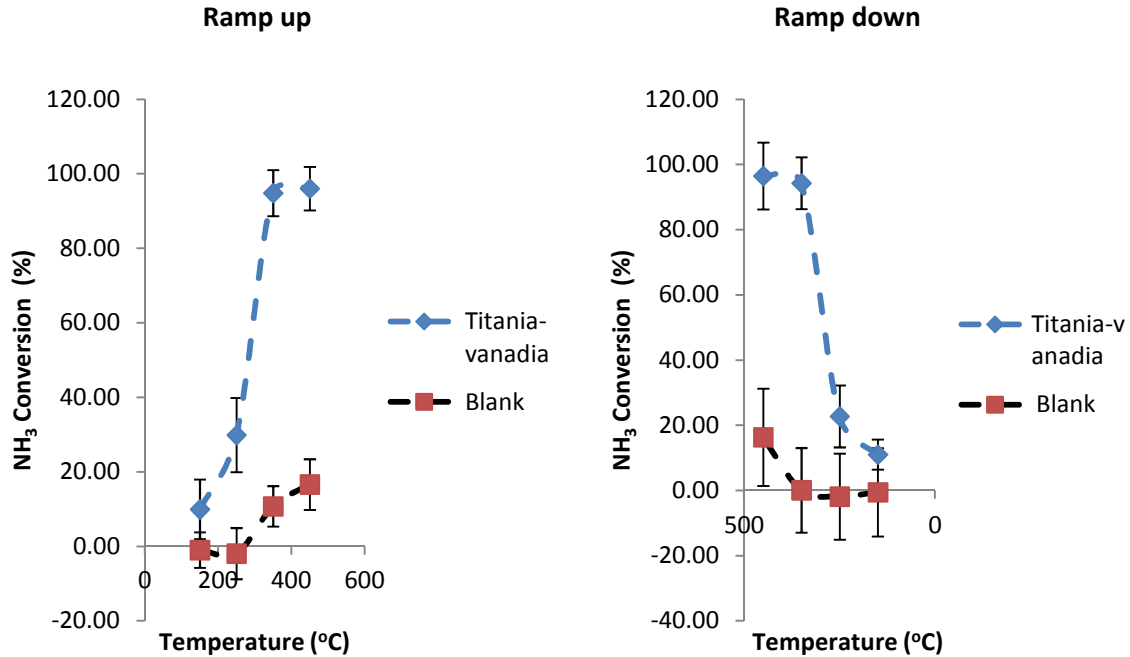 Ramp up
120.00
100.00
80.00
60.00
40.00
20.00
0.00
-20.00
0
200
400
600
NH₃ Conversion (%)
Temperature (ᵒC)
Titania-
vanadia
Blank
Ramp down
120.00
100.00
80.00
60.00
40.00
20.00
0.00
-20.00
-40.00
500
0
NH₃ Conversion (%)
Temperature (ᵒC)
Titania-v
anadia
Blank